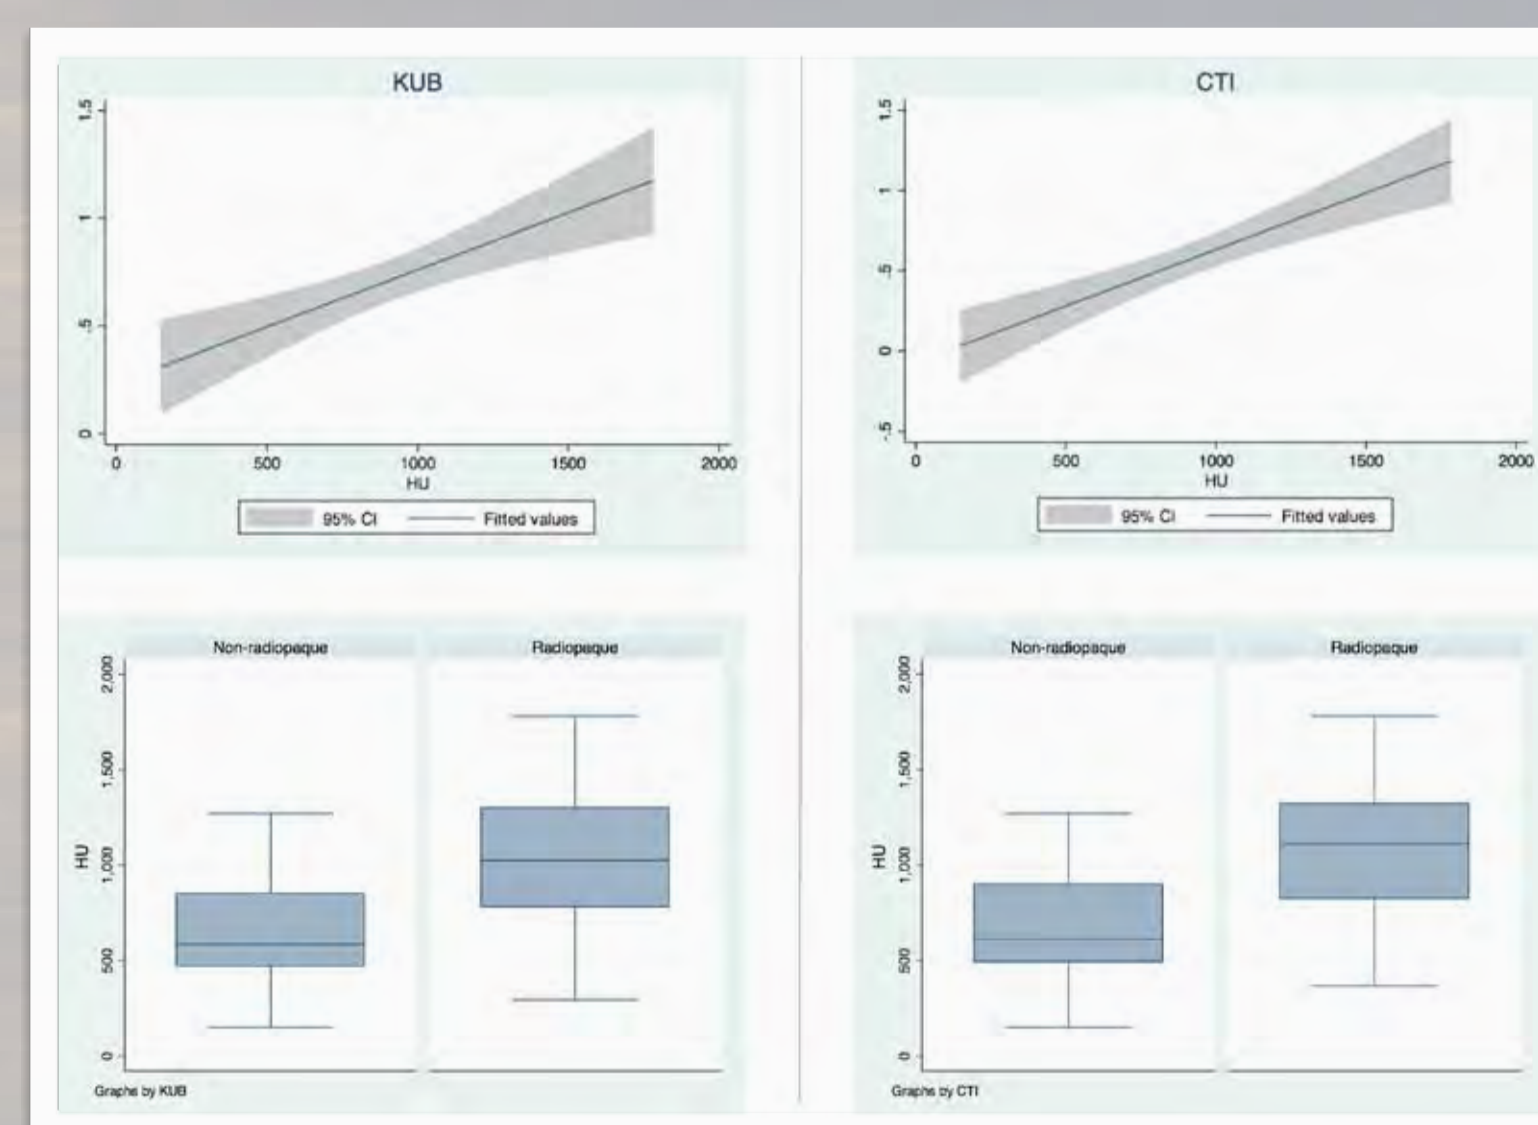 KUB
1.5
1
.5
0
0 500 1000 1500 2000
HU
95% CI Fitted values
CTI
1.5
1
.5
0
-.5
0 500 1000 1500 2000
HU
95% CI Fitted values
Non-radiopaque Radiopaque
2,000
1,500
1,000
500
0
HU
Graphs by KUB
Non-radiopaque Radiopaque
2,000
1,500
1,000
500
0
HU
Graphs by CTI